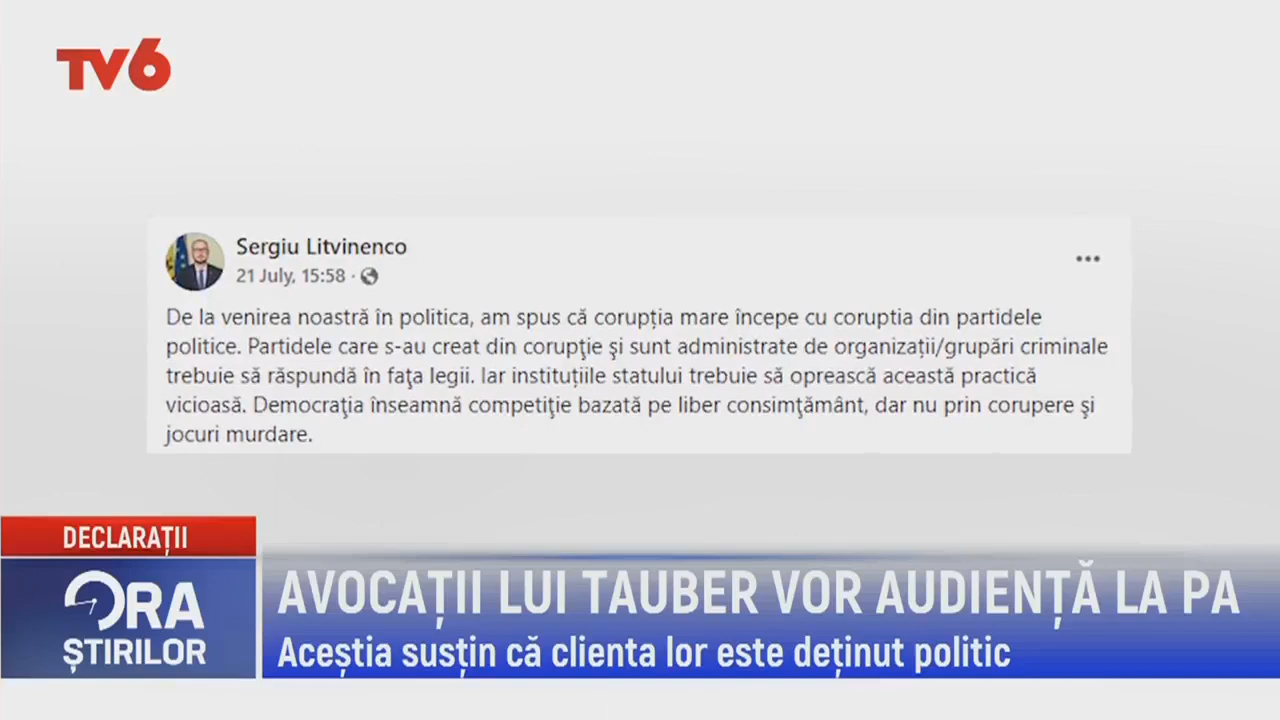 TV6
Sergiu Litvinenco
21 July, 15:58 ·
De la venirea noastră în politica, am spus că corupția mare începe cu coruptia din partidele
politice. Partidele care s-au creat din corupţie şi sunt administrate de organizații/grupări criminale
trebuie să răspundă în faţa legii. Iar instituțiile statului trebuie să oprească această practică
vicioasă. Democraţia înseamnă competiţie bazată pe liber consimţământ, dar nu prin corupere şi
jocuri murdare.
DECLARAȚII
ORA
ȘTIRILOR
AVOCAȚII LUI TAUBER VOR AUDIENȚĂ LA PA
Aceștia susțin că clienta lor este deținut politic